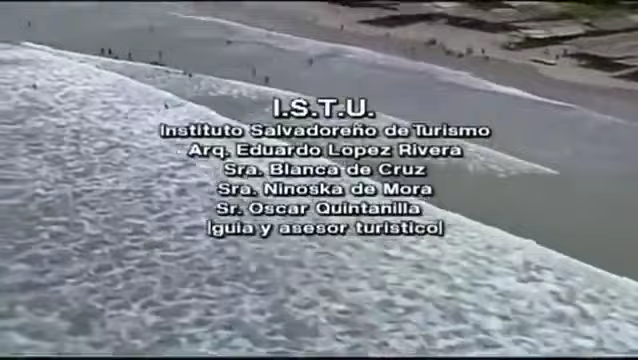 I.S.T.U.
Instituto Salvadoreño de Turismo
Arq. Eduardo López Rivera
Sra. Blanca de Cruz
Sra. Ninoska de Mora
Sr. Oscar Quintanilla
|guia y asesor turistico|